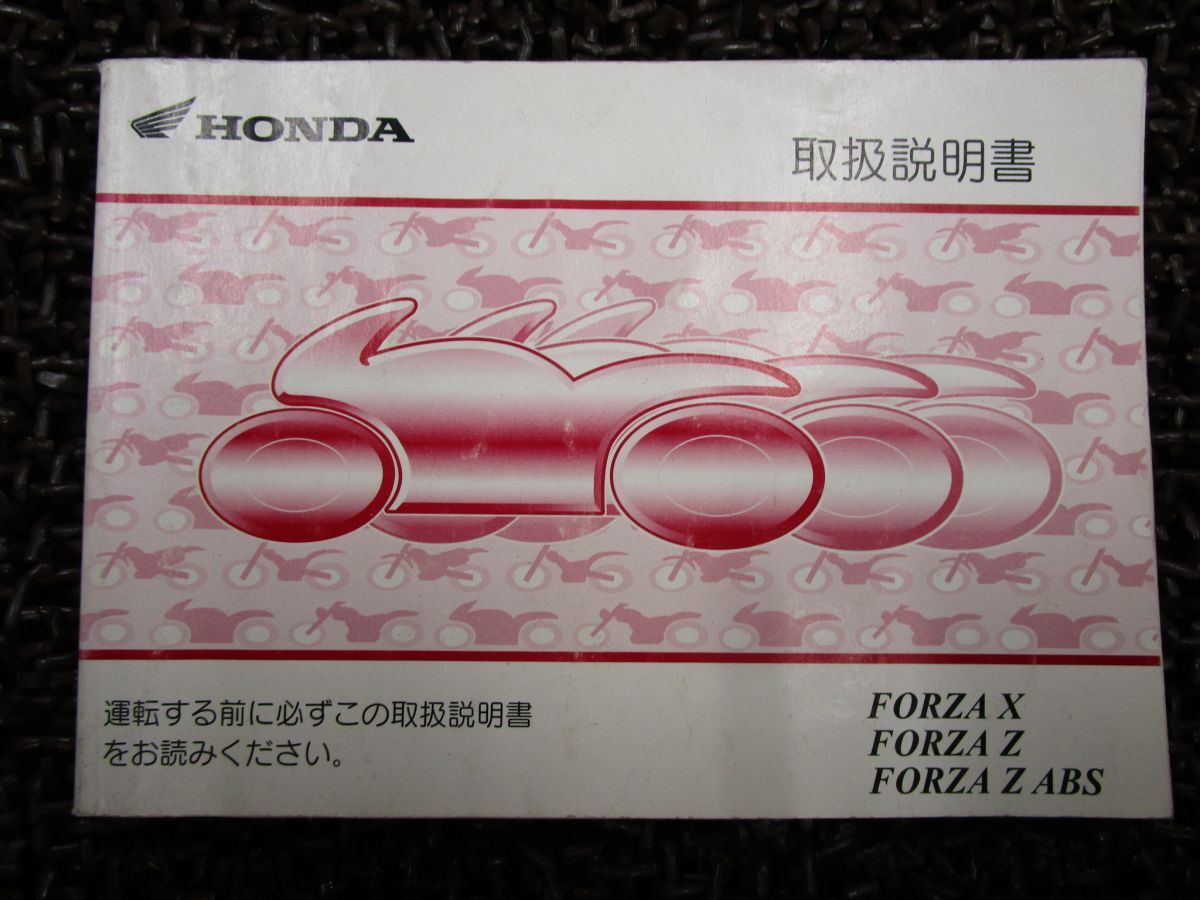 HONDA
取扱説明書
運転する前に必ずこの取扱説明書
をお読みください。
FORZA X
FORZA Z
FORZA Z ABS